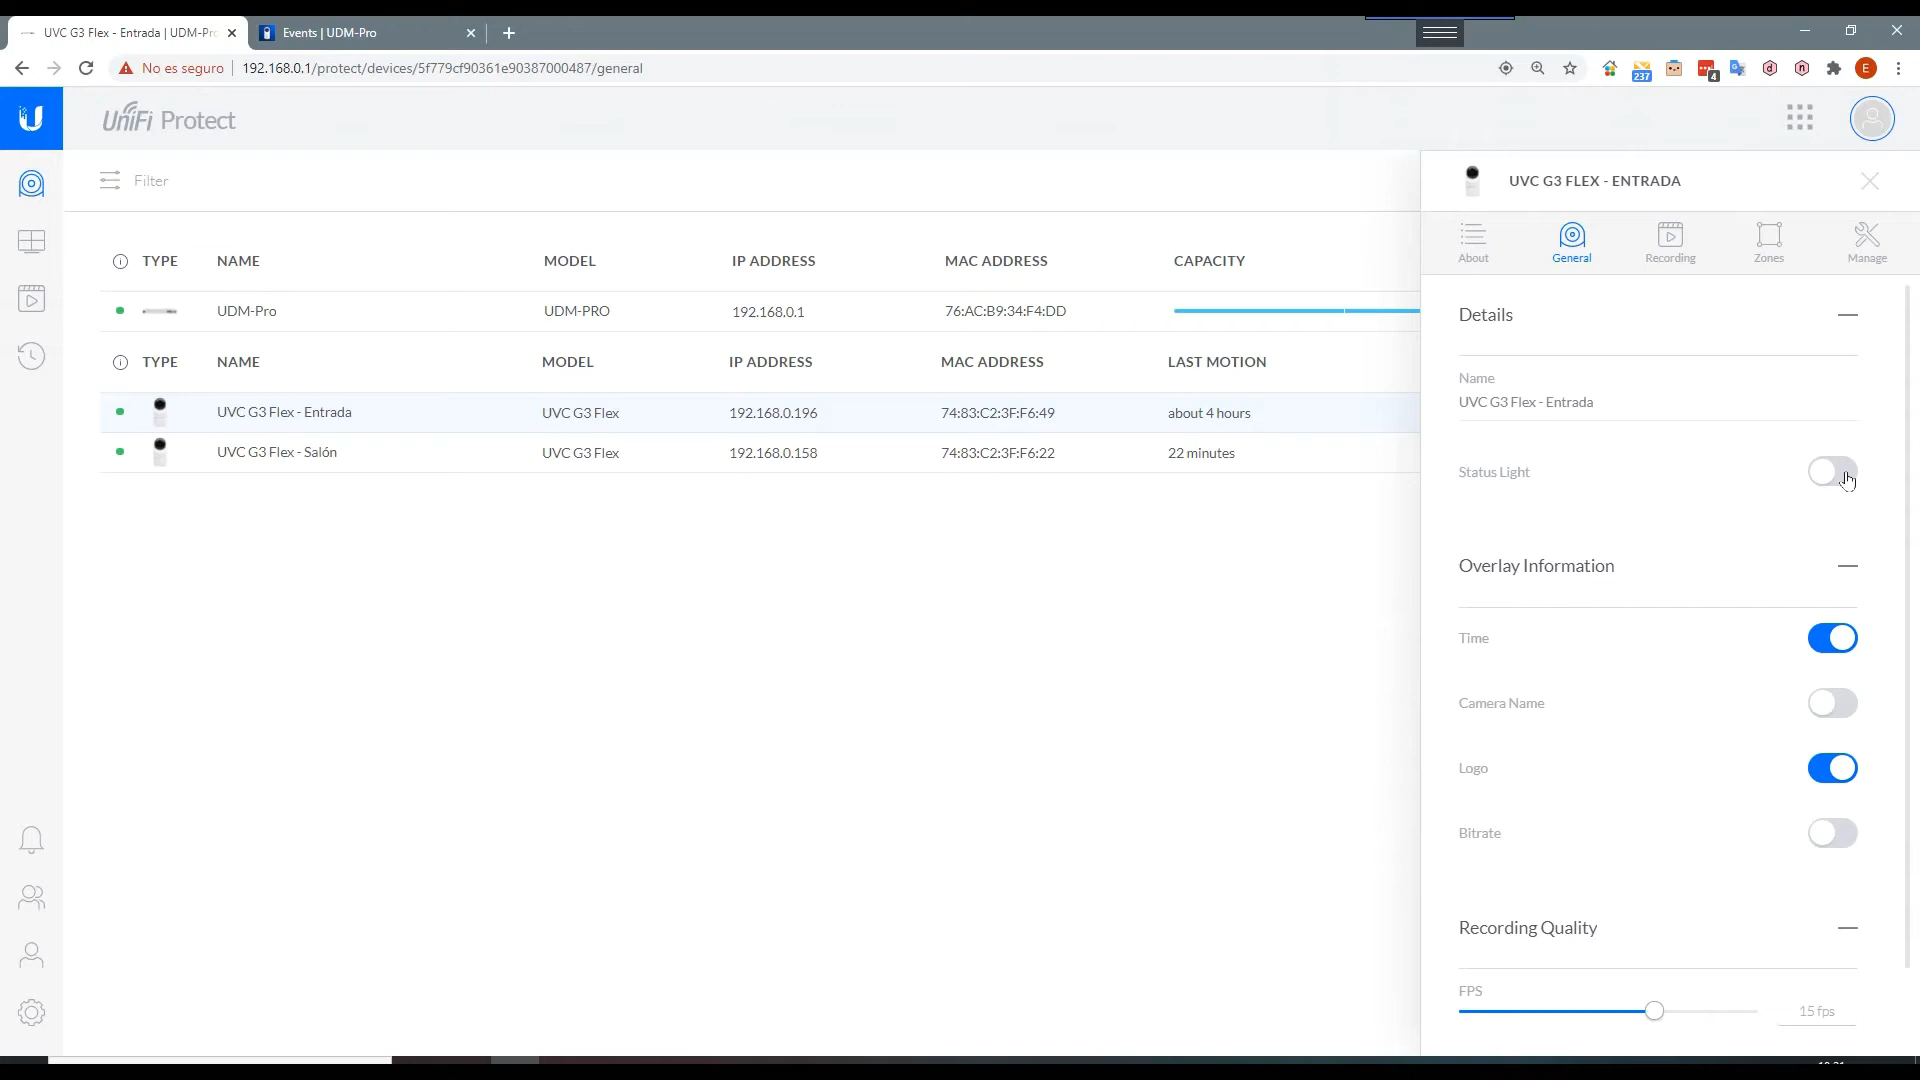 UVC G3 Flex - Entrada | UDM-Pro
Events | UDM-Pro
No es seguro
192.168.0.1/protect/devices/5f779cf90361e90387000487/general
237
4
d
n
E
UniFi Protect
Filter
TYPE NAME MODEL IP ADDRESS MAC ADDRESS CAPACITY
UDM-Pro UDM-PRO 192.168.0.1 76:AC:B9:34:F4:DD
TYPE NAME MODEL IP ADDRESS MAC ADDRESS LAST MOTION
UVC G3 Flex - Entrada UVC G3 Flex 192.168.0.196 74:83:C2:3F:F6:49 about 4 hours
UVC G3 Flex - Salón UVC G3 Flex 192.168.0.158 74:83:C2:3F:F6:22 22 minutes
UVC G3 FLEX - ENTRADA
About General Recording Zones Manage
Details
Name
UVC G3 Flex - Entrada
Status Light
Overlay Information
Time
Camera Name
Logo
Bitrate
Recording Quality
FPS
15 fps